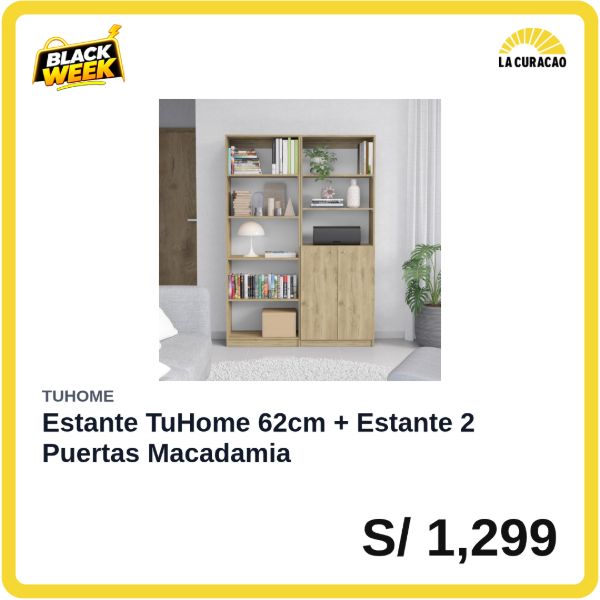 BLACK
WEEK
LA CURACAO
TUHOME
Estante TuHome 62cm + Estante 2
Puertas Macadamia
S/ 1,299